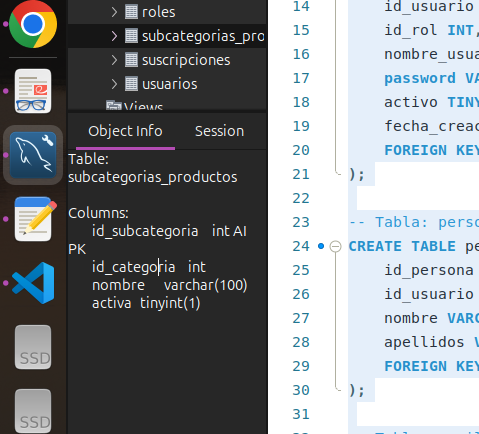 roles
subcategorias_pro
suscripciones
usuarios
Views
Object Info Session
Table:
subcategorias_productos
Columns:
id_subcategoria int AI
PK
id_categoria int
nombre varchar(100)
activa tinyint(1)
SSD
SSD
14 id_usuario
15 id_rol INT,
16 nombre_usua
17 password VA
18 activo TINY
19 fecha_creac
20 FOREIGN KEY
21 );
22
23 -- Tabla: perso
24 CREATE TABLE pe
25 id_persona
26 id_usuario
27 nombre VARC
28 apellidos V
29 FOREIGN KEY
30 );
31